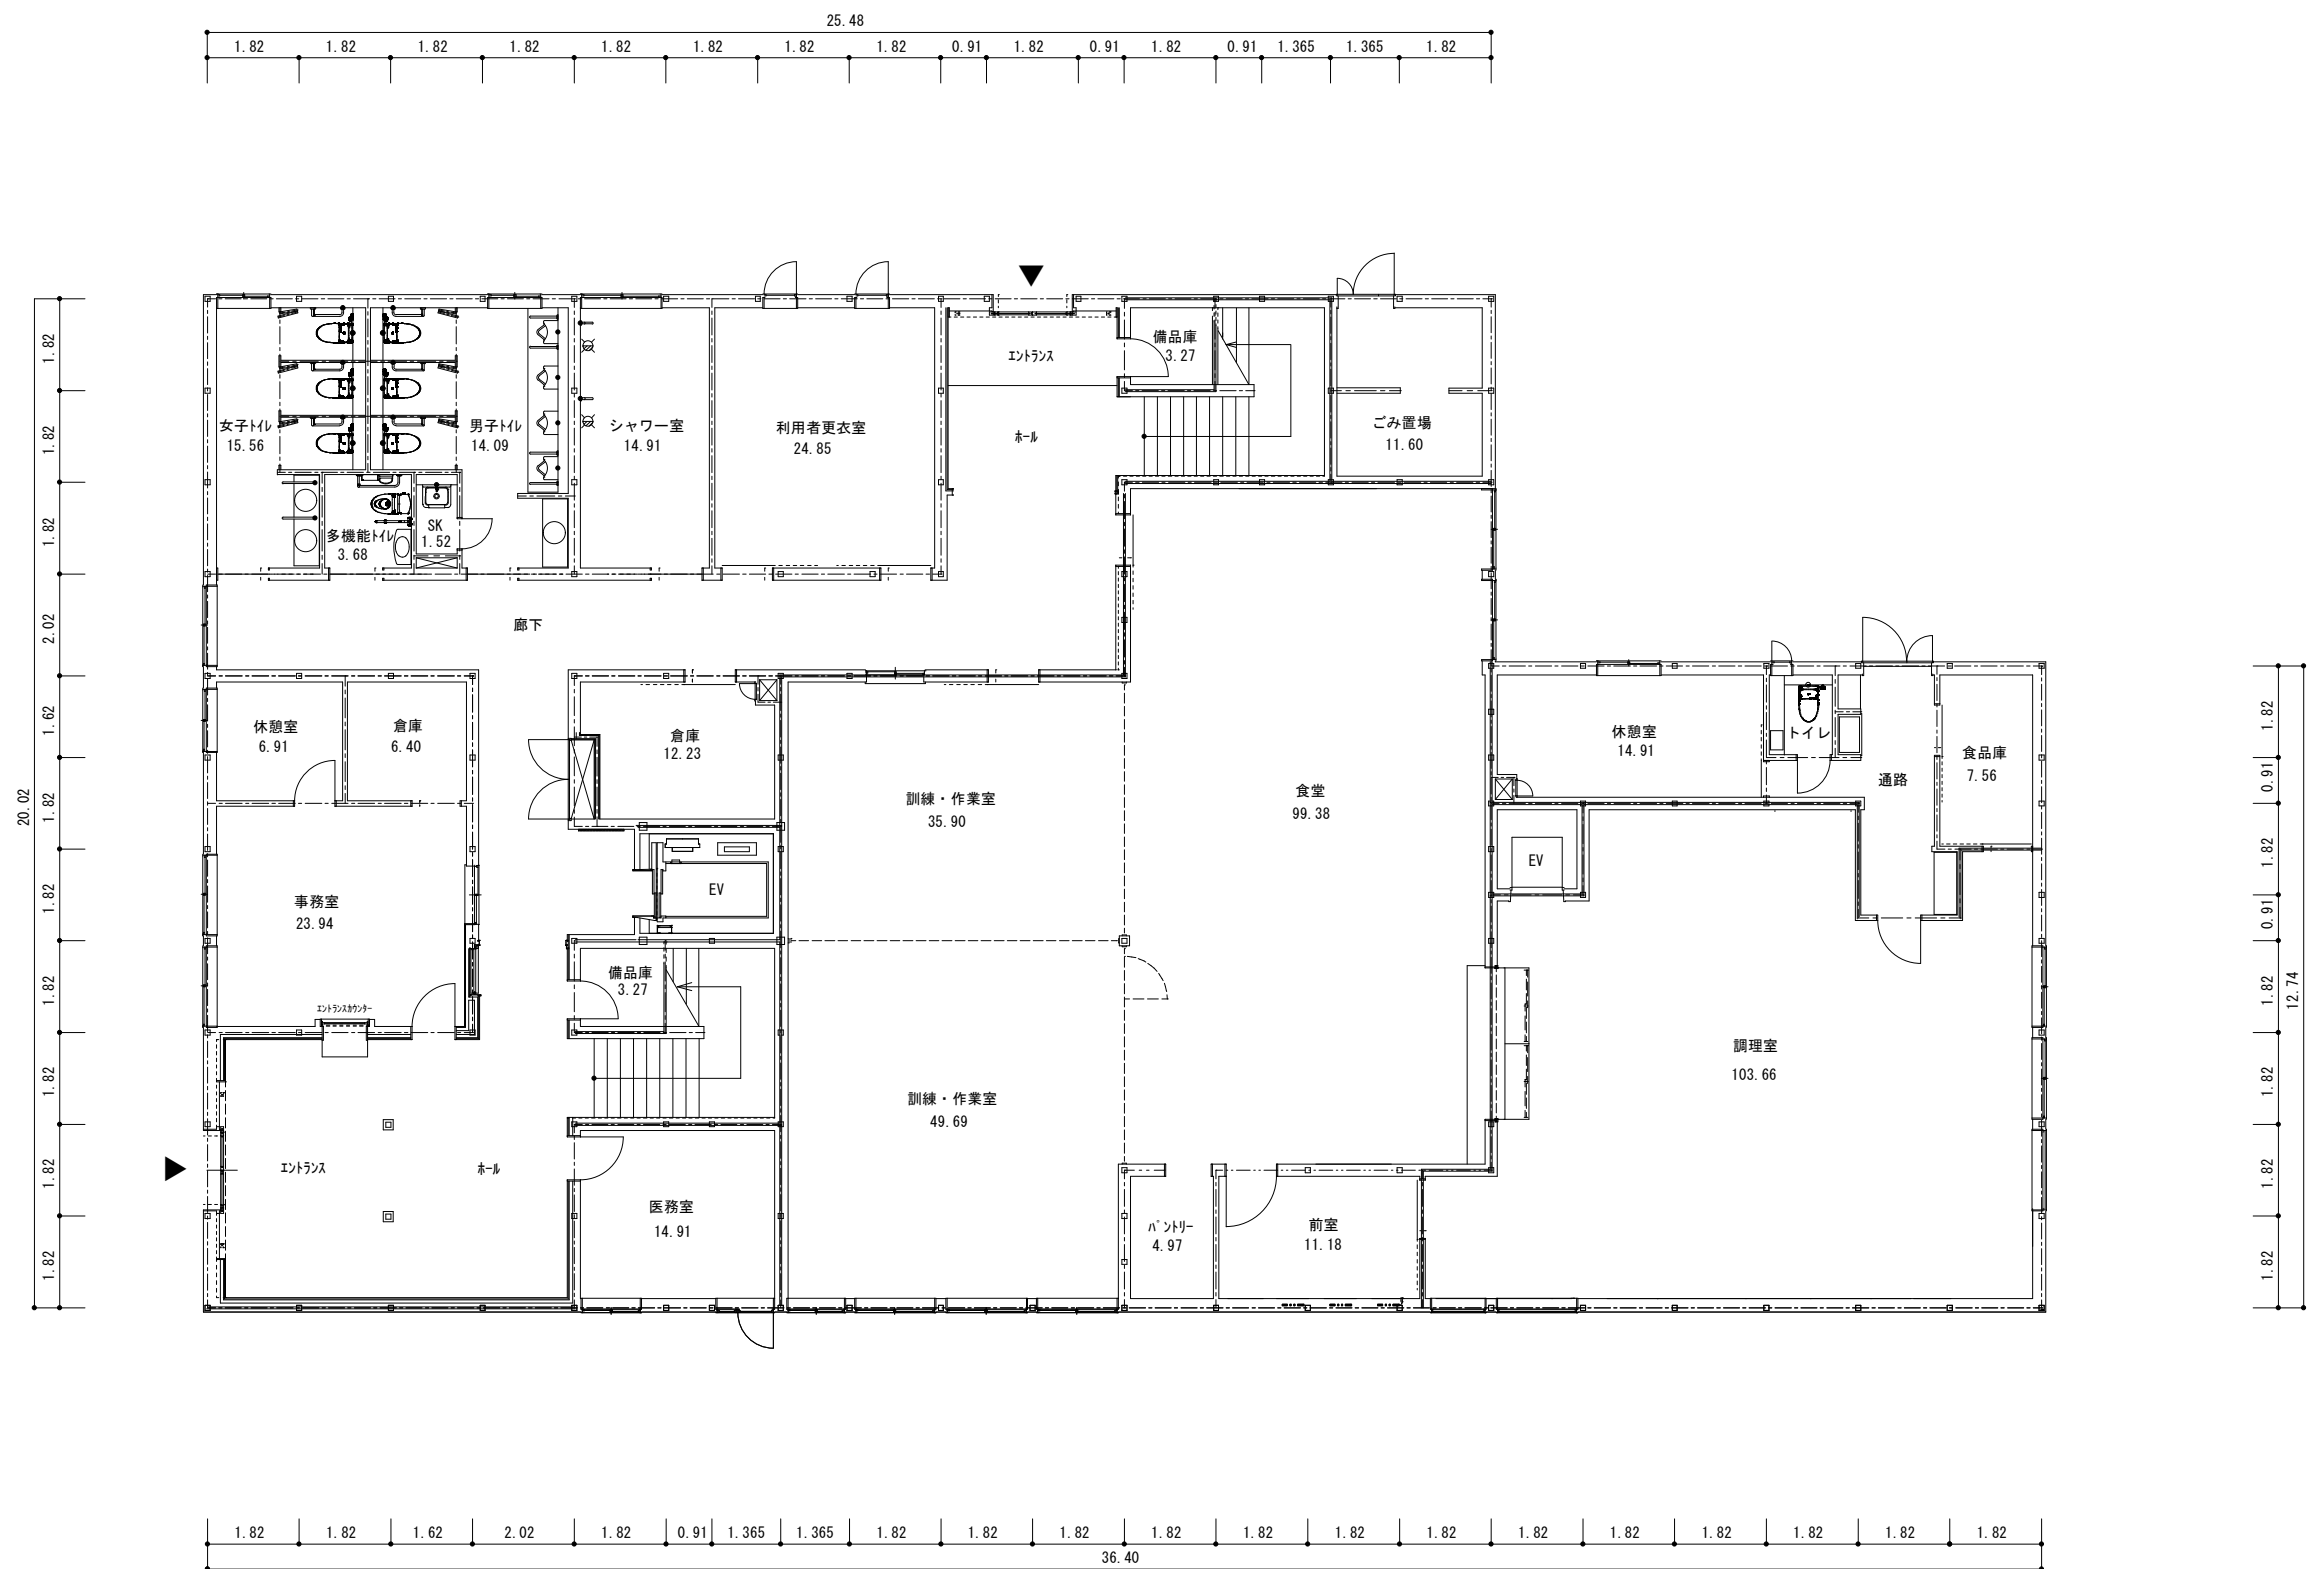 25.48
1.82 1.82 1.82 1.82 1.82 1.82 1.82 1.82 0.91 1.82 0.91 1.82 0.91 1.365 1.365 1.82
20.02
1.82
1.82
1.82
2.02
1.62
1.82
1.82
1.82
1.82
1.82
1.82
女子ﾄｲﾚ
15.56
男子ﾄｲﾚ
14.09
多機能ﾄｲﾚ
3.68
SK
1.52
シャワー室
14.91
利用者更衣室
24.85
エントランス
ホール
備品庫
3.27
ごみ置場
11.60
廊下
休憩室
6.91
倉庫
6.40
倉庫
12.23
訓練・作業室
35.90
食堂
99.38
休憩室
14.91
トイレ
通路
食品庫
7.56
EV
EV
事務室
23.94
エントランスカウンター
備品庫
3.27
訓練・作業室
49.69
調理室
103.66
エントランス
ホール
医務室
14.91
ﾊﾟﾝﾄﾘｰ
4.97
前室
11.18
1.82
0.91
1.82
0.91
1.82
1.82
1.82
1.82
12.74
1.82 1.82 1.62 2.02 1.82 0.91 1.365 1.365 1.82 1.82 1.82 1.82 1.82 1.82 1.82 1.82 1.82 1.82 1.82 1.82 1.82
36.40